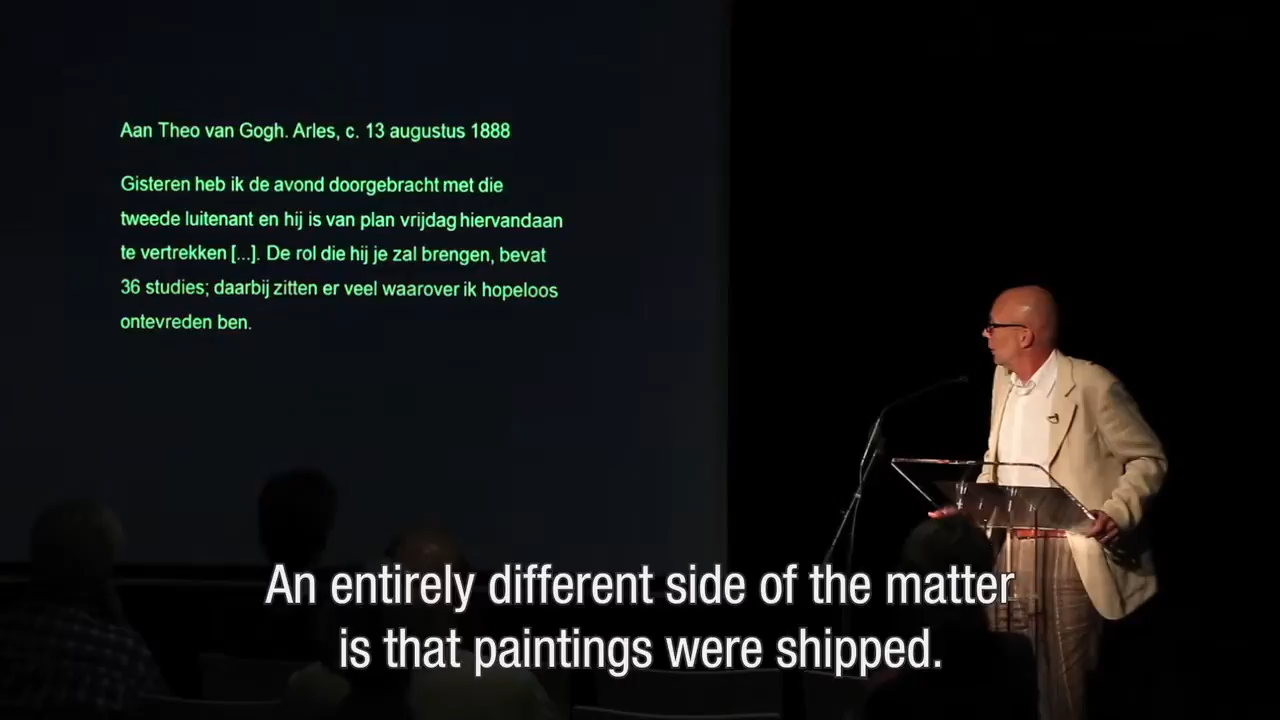 Aan Theo van Gogh. Arles, c. 13 augustus 1888
Gisteren heb ik de avond doorgebracht met die
tweede luitenant en hij is van plan vrijdag hiervandaan
te vertrekken [...]. De rol die hij je zal brengen, bevat
36 studies; daarbij zitten er veel waarover ik hopeloos
ontevreden ben.
An entirely different side of the matter
is that paintings were shipped.